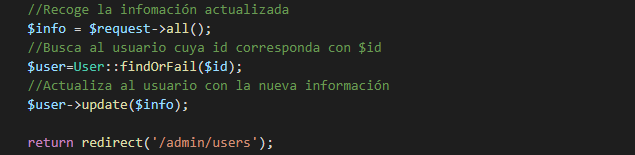 //Recoge la infomación actualizada
$info = $request->all();
//Busca al usuario cuya id corresponda con $id
$user=User::findOrFail($id);
//Actualiza al usuario con la nueva información
$user->update($info);
return redirect('/admin/users');